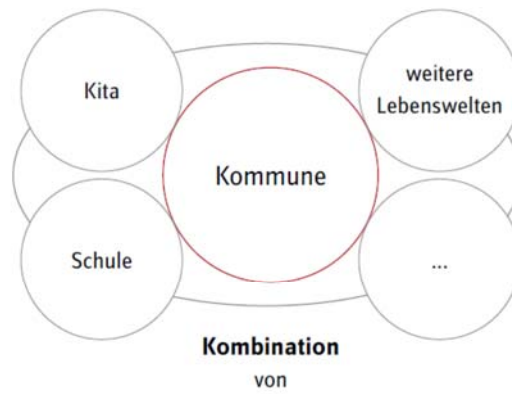 Kita
weitere
Lebenswelten
Kommune
Schule
...
Kombination
von